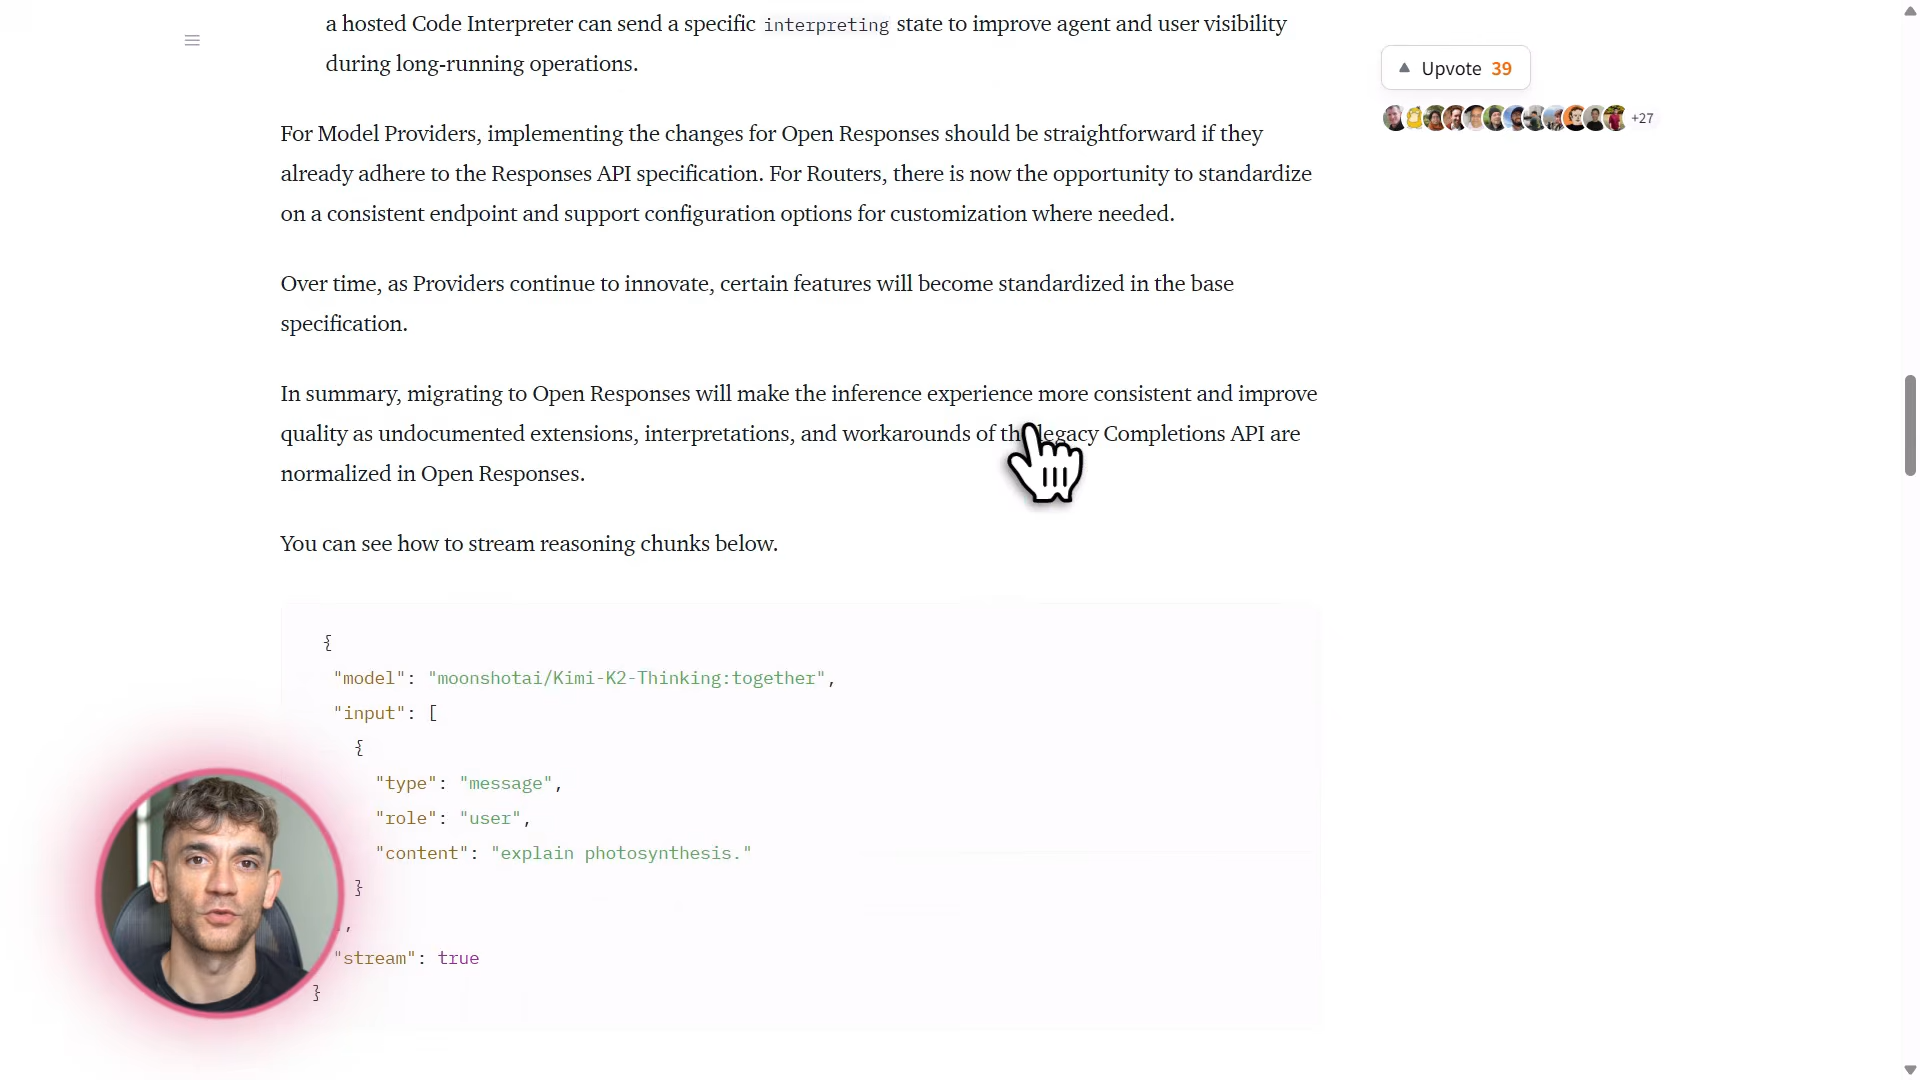 a hosted Code Interpreter can send a specific interpreting state to improve agent and user visibility
during long-running operations.
Upvote 39
+27
For Model Providers, implementing the changes for Open Responses should be straightforward if they
already adhere to the Responses API specification. For Routers, there is now the opportunity to standardize
on a consistent endpoint and support configuration options for customization where needed.
Over time, as Providers continue to innovate, certain features will become standardized in the base
specification.
In summary, migrating to Open Responses will make the inference experience more consistent and improve
quality as undocumented extensions, interpretations, and workarounds of the legacy Completions API are
normalized in Open Responses.
You can see how to stream reasoning chunks below.
{
"model": "moonshotai/Kimi-K2-Thinking:together",
"input": [
{
"type": "message",
"role": "user",
"content": "explain photosynthesis."
}
,
"stream": true
}